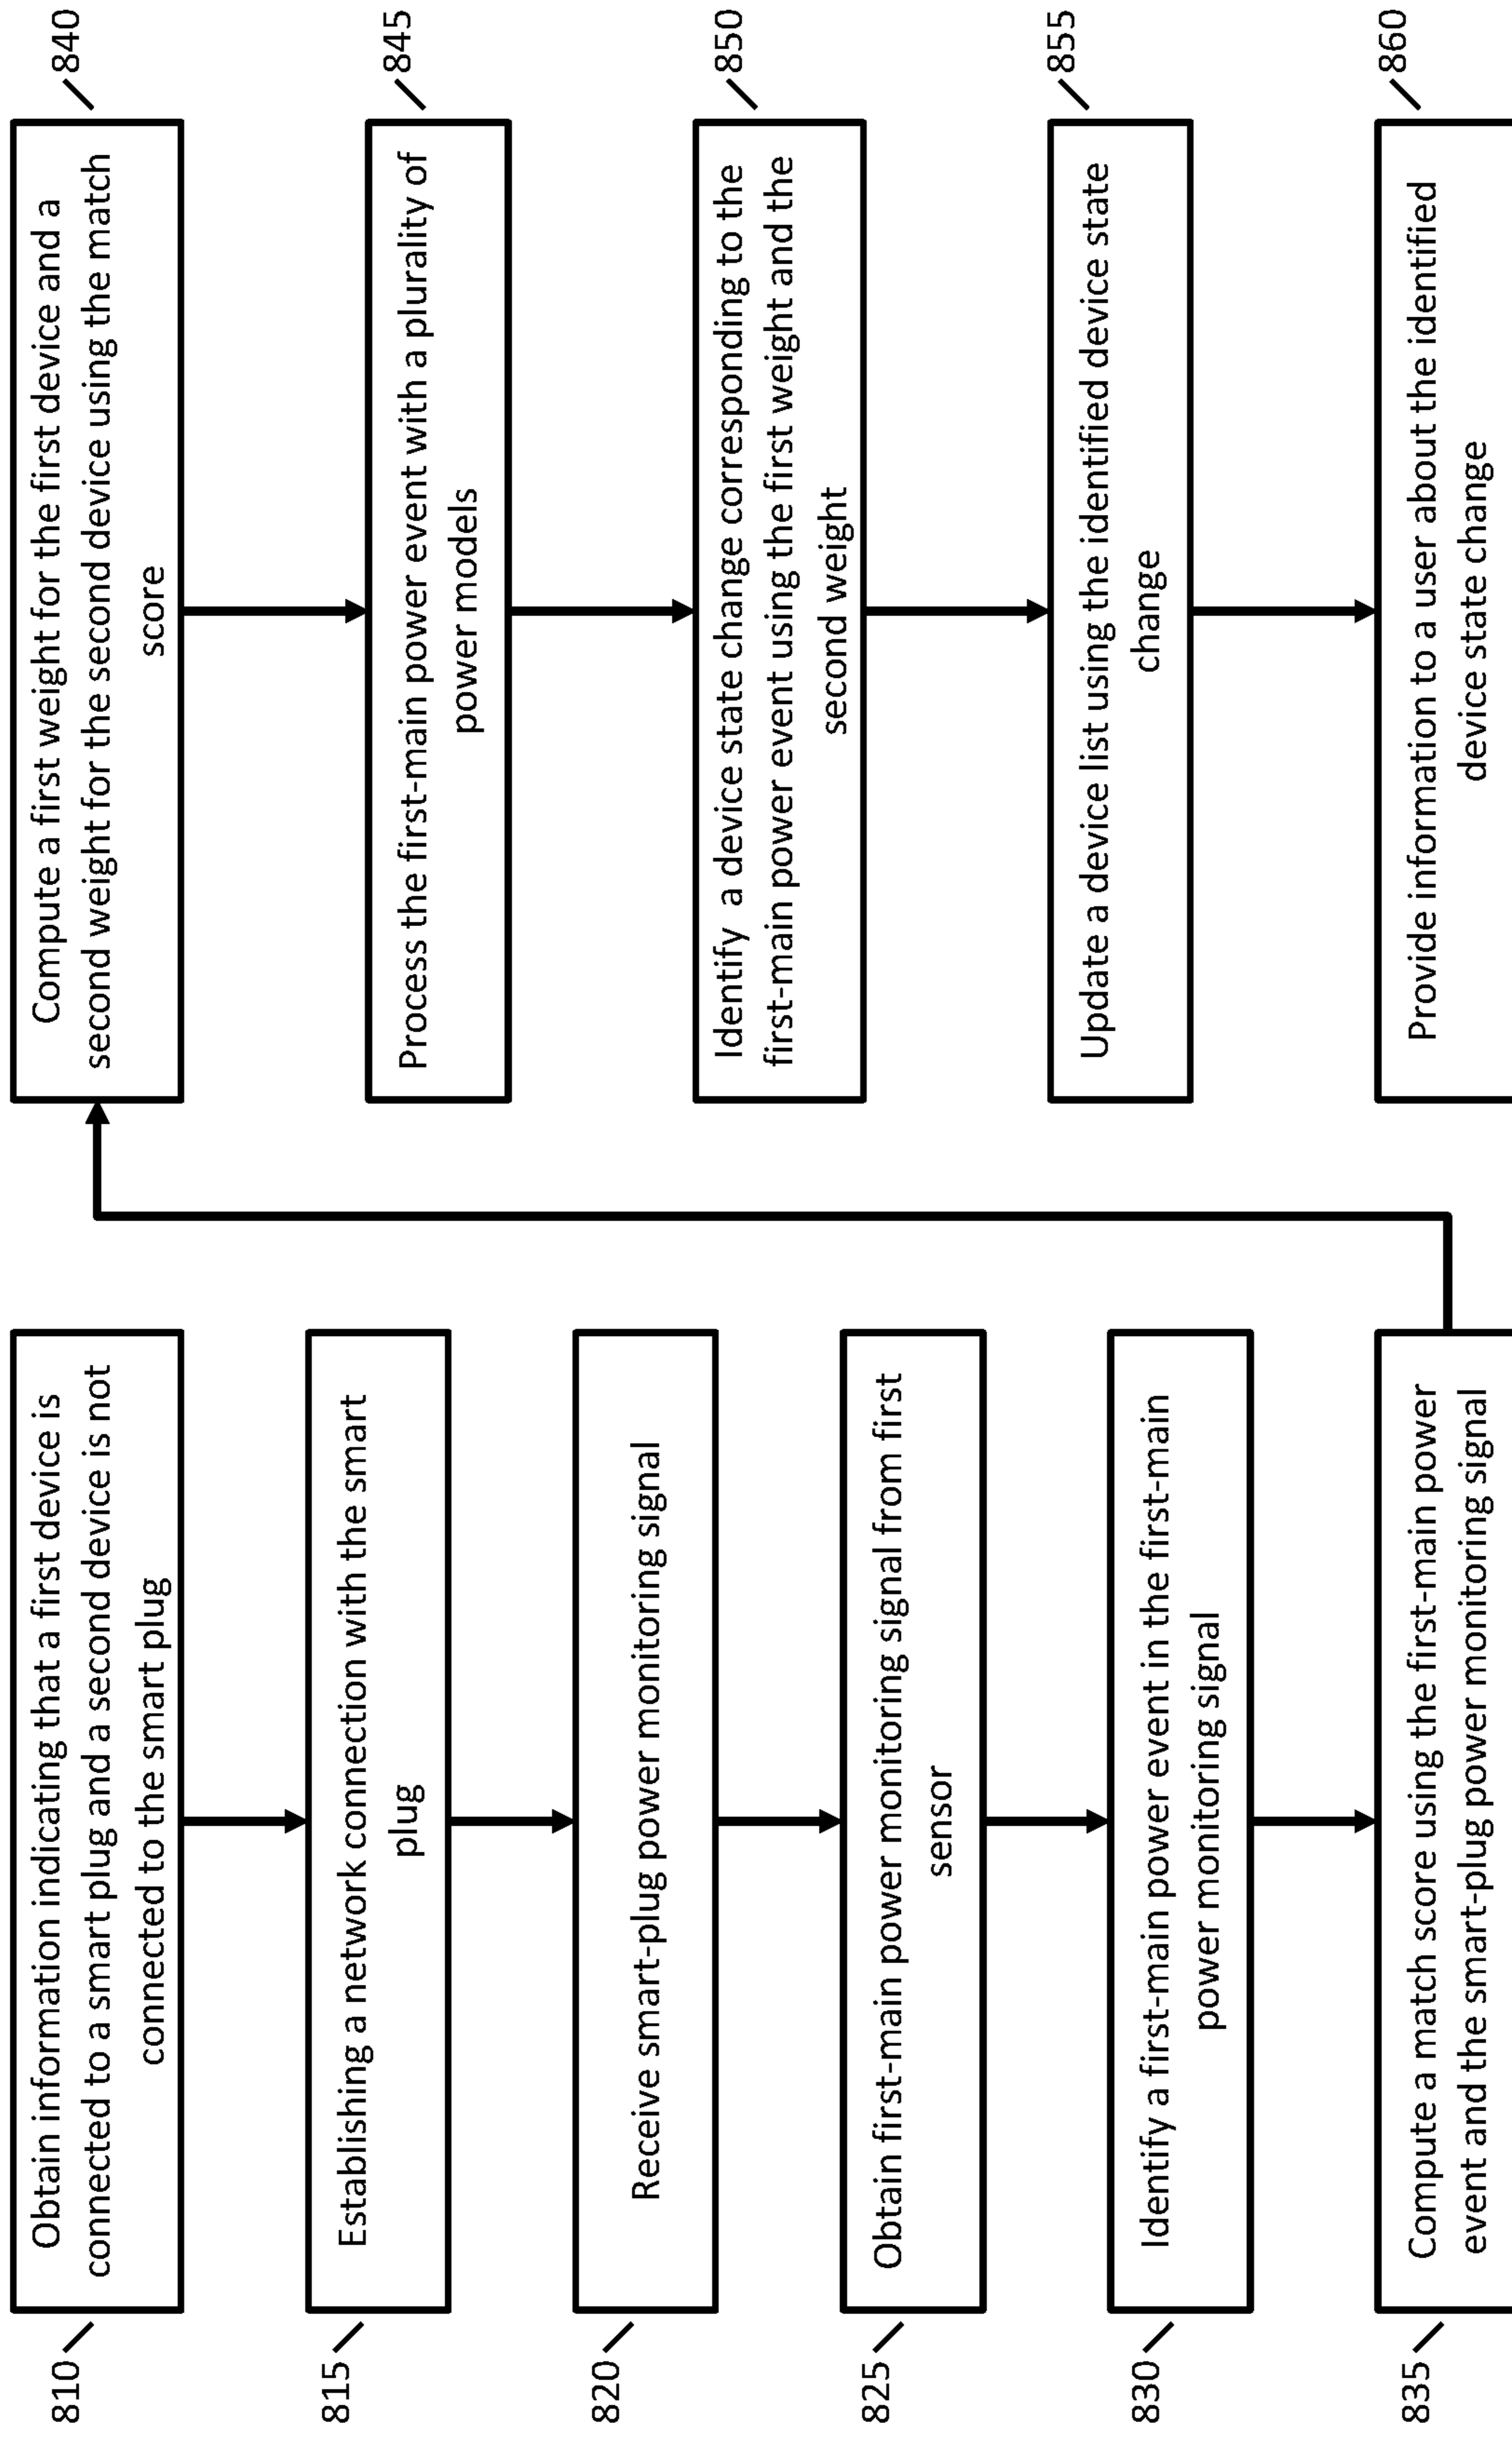 810
Obtain information indicating that a first device is
connected to a smart plug and a second device is not
connected to the smart plug
815
Establishing a network connection with the smart
plug
820
Receive smart-plug power monitoring signal
825
Obtain first-main power monitoring signal from first
sensor
830
Identify a first-main power event in the first-main
power monitoring signal
835
Compute a match score using the first-main power
event and the smart-plug power monitoring signal
840
Compute a first weight for the first device and a
second weight for the second device using the match
score
845
Process the first-main power event with a plurality of
power models
850
Identify a device state change corresponding to the
first-main power event using the first weight and the
second weight
855
Update a device list using the identified device state
change
860
Provide information to a user about the identified
device state change